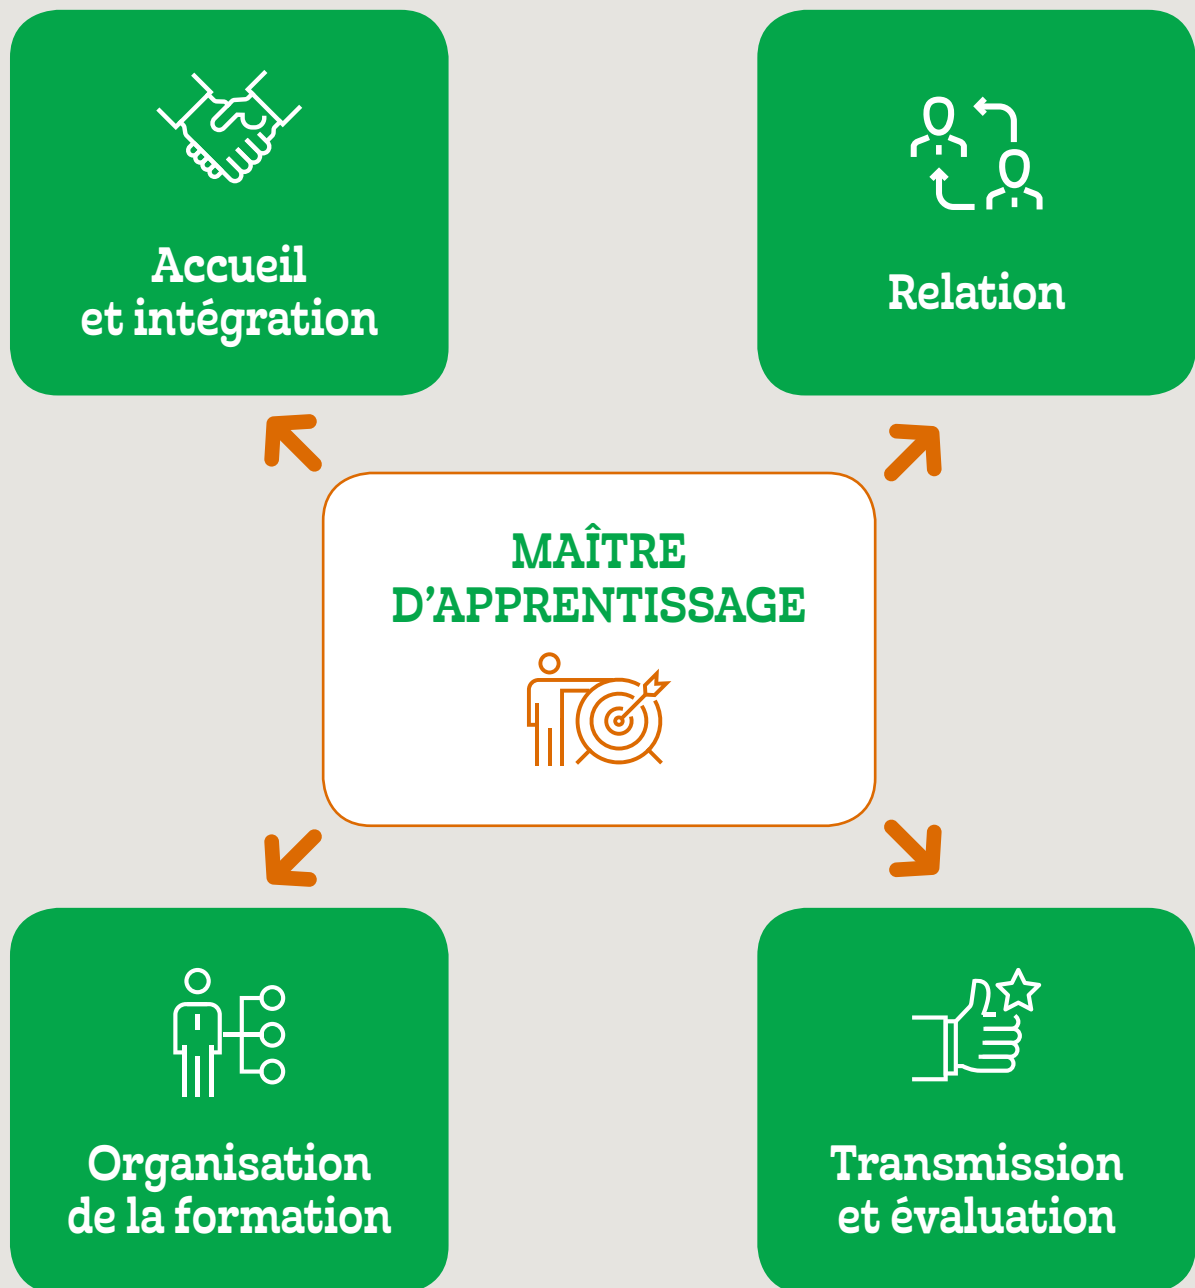 Accueil
et intégration
Relation
MAÎTRE
D’APPRENTISSAGE
Organisation
de la formation
Transmission
et évaluation